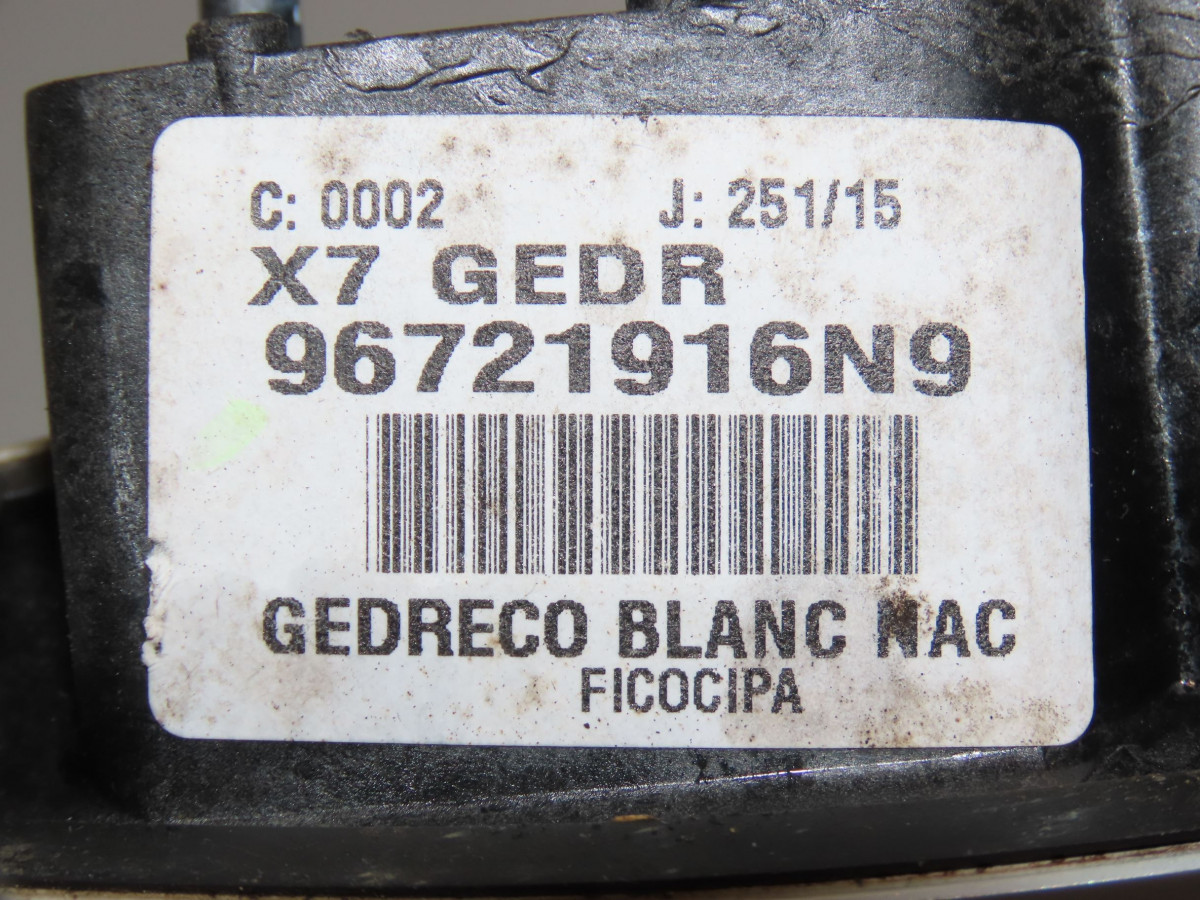 C: 0002 J: 251/15
X7 GEDR
96721916N9
GEDRECO BLANC NAC
FICOCIPA